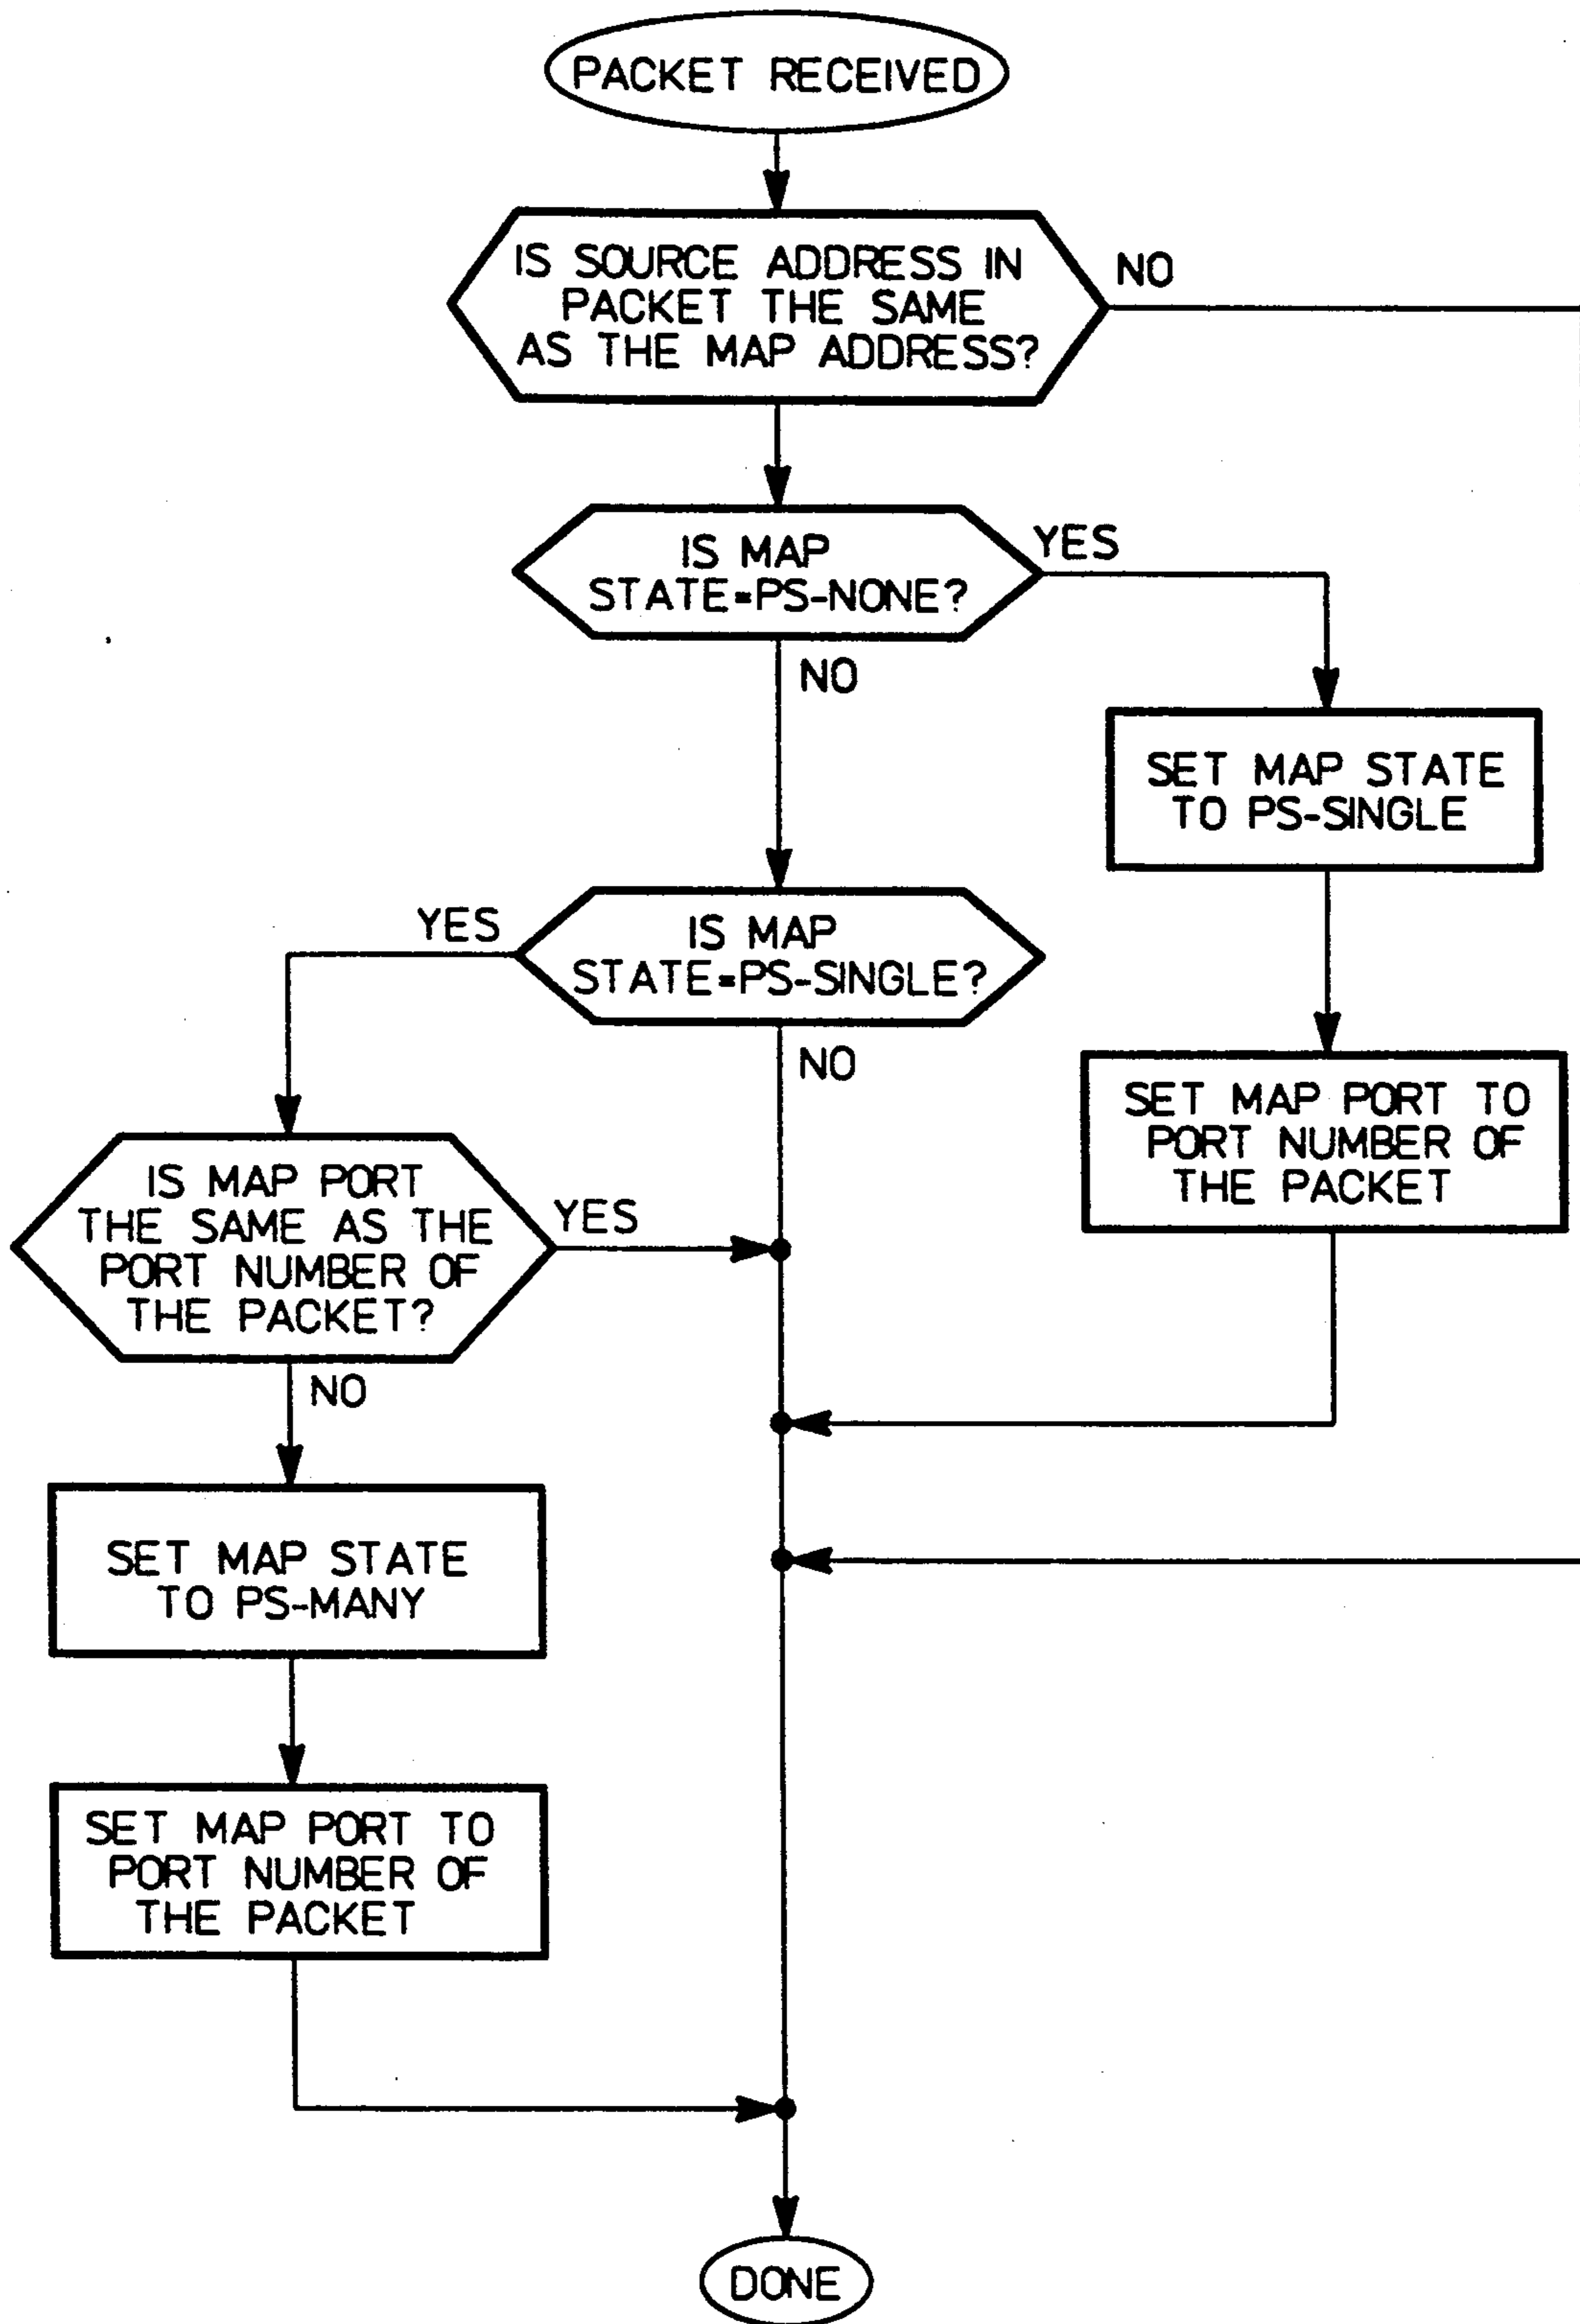 PACKET RECEIVED
IS SOURCE ADDRESS IN
PACKET THE SAME
AS THE MAP ADDRESS?
NO
IS MAP
STATE=PS-NONE?
YES
NO
SET MAP STATE
TO PS-SINGLE
IS MAP
STATE=PS-SINGLE?
YES
NO
SET MAP PORT TO
PORT NUMBER OF
THE PACKET
IS MAP PORT
THE SAME AS THE
PORT NUMBER OF
THE PACKET?
YES
NO
SET MAP STATE
TO PS-MANY
SET MAP PORT TO
PORT NUMBER OF
THE PACKET
DONE